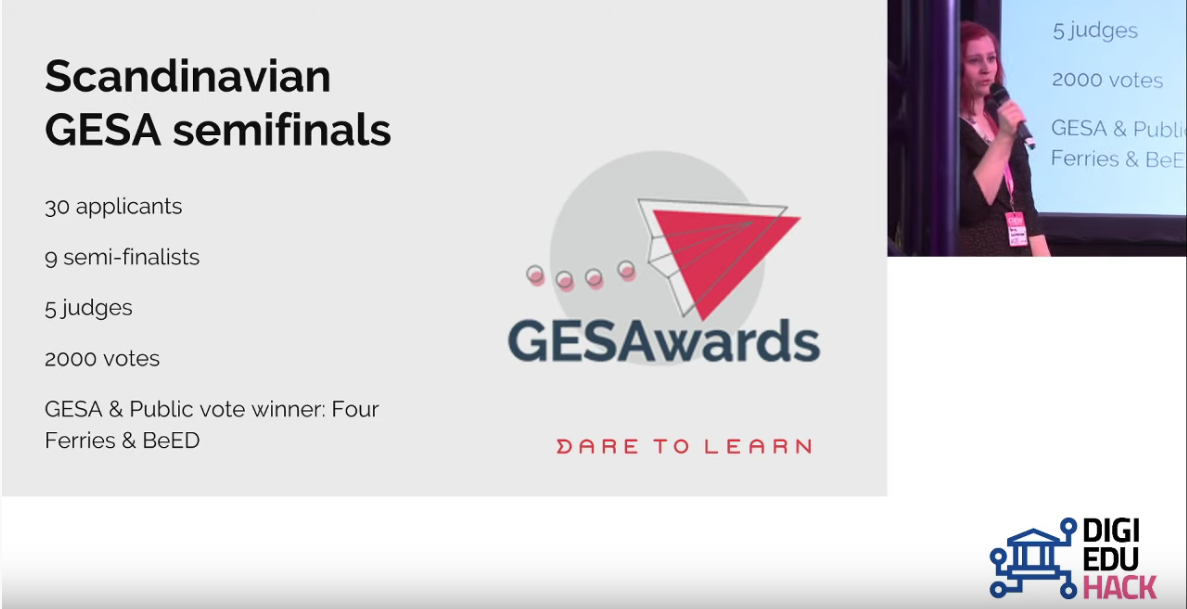 Scandinavian
GESA semifinals
30 applicants
9 semi-finalists
5 judges
2000 votes
GESA & Public vote winner: Four
Ferries & BeED
GESAwards
DARE TO LEARN
5 judges
2000 votes
GESA & Publi
Ferries & BeE
DIGI
EDU
HACK